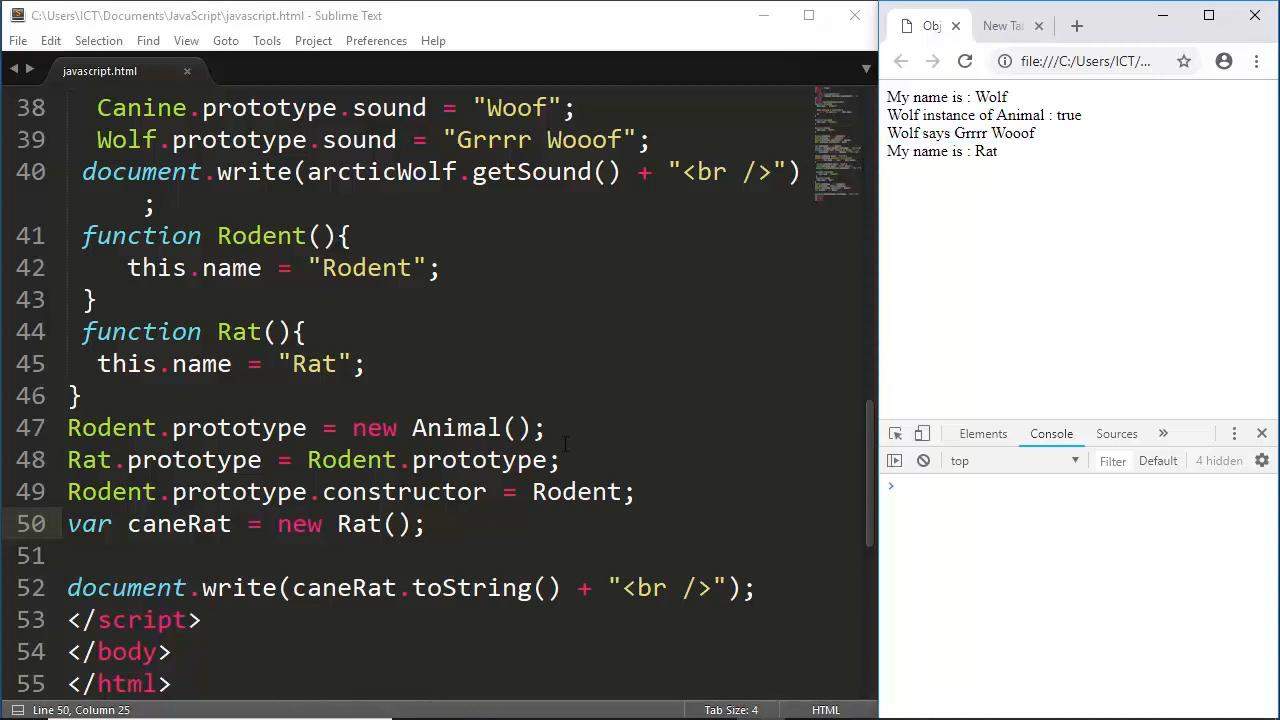 C:\Users\ICT\Documents\JavaScript\javascript.html - Sublime Text
File Edit Selection Find View Goto Tools Project Preferences Help
javascript.html
38 Canine.prototype.sound = "Woof";
39 Wolf.prototype.sound = "Grrrr Wooof";
40 document.write(arcticWolf.getSound() + "<br />")
;
41 function Rodent(){
42 this.name = "Rodent";
43 }
44 function Rat(){
45 this.name = "Rat";
46 }
47 Rodent.prototype = new Animal();
48 Rat.prototype = Rodent.prototype;
49 Rodent.prototype.constructor = Rodent;
50 var caneRat = new Rat();
51
52 document.write(caneRat.toString() + "<br />");
53 </script>
54 </body>
55 </html>
Line 50, Column 25 Tab Size: 4 HTML
Obj New Tal
file:///C:/Users/ICT/...
My name is : Wolf
Wolf instance of Animal : true
Wolf says Grrrr Wooof
My name is : Rat
Elements Console Sources »
top Filter Default 4 hidden